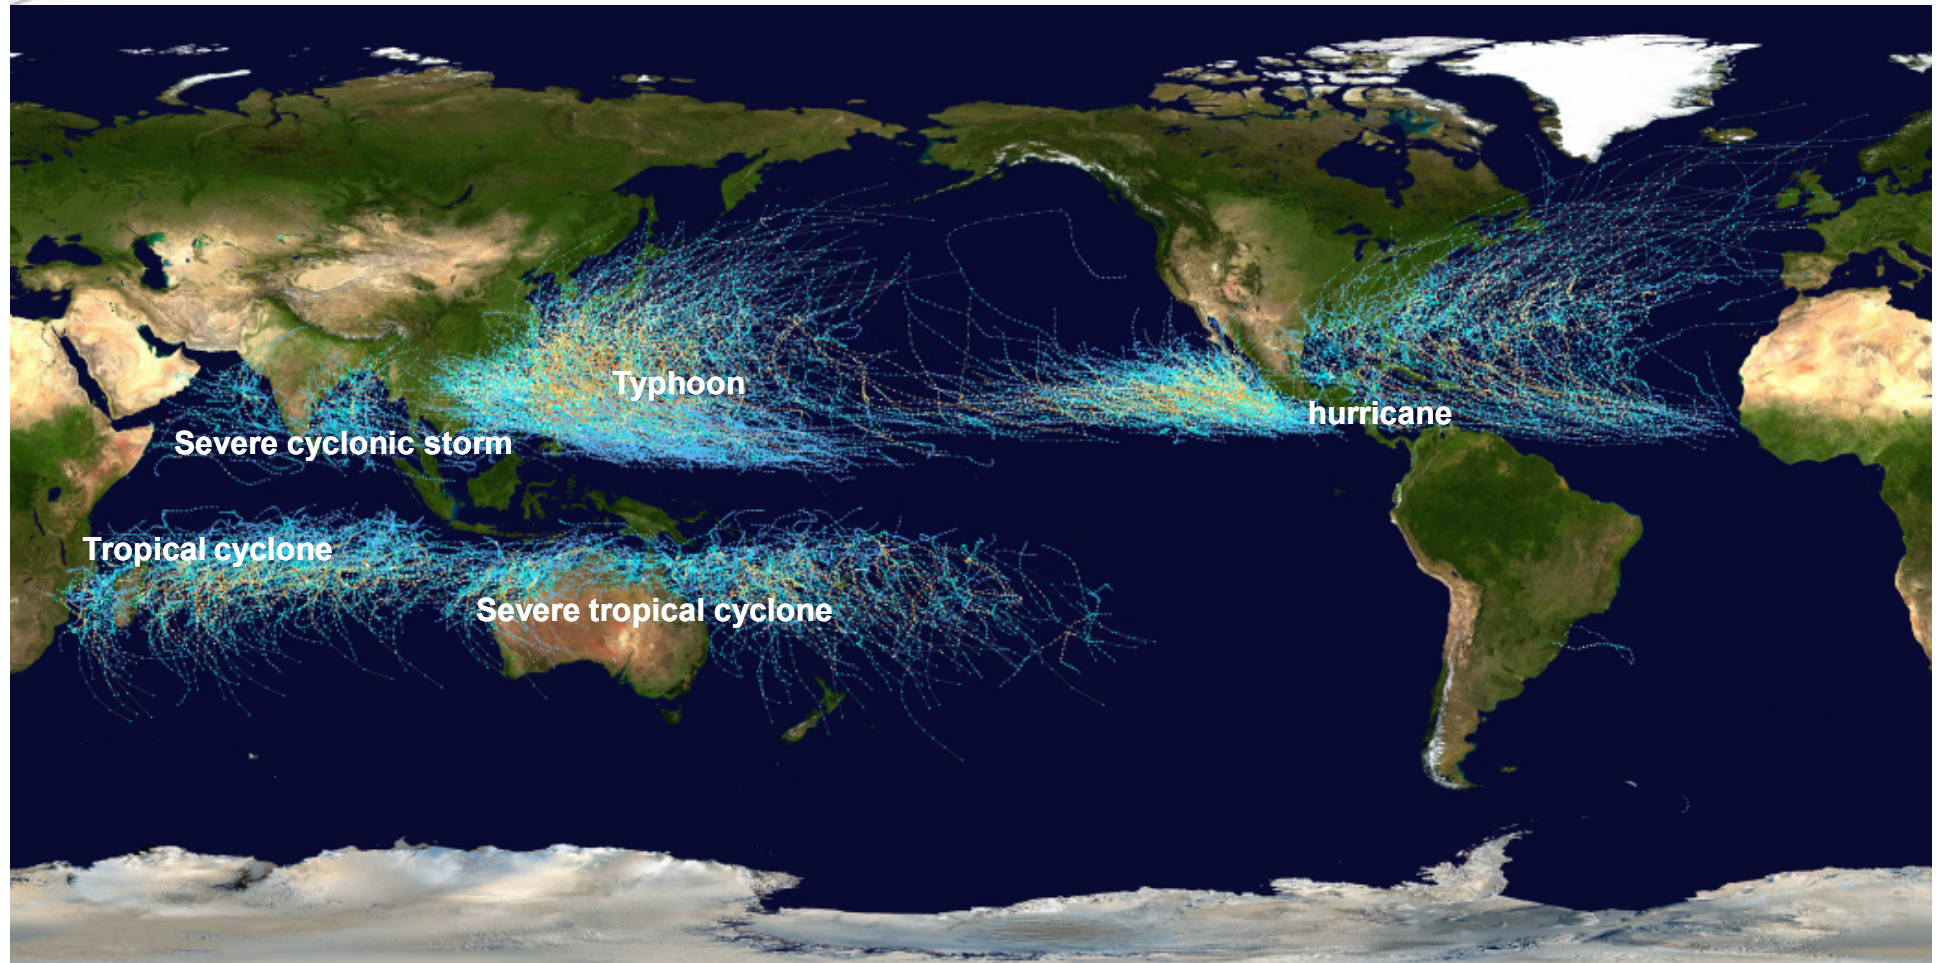 Typhoon
hurricane
Severe cyclonic storm
Tropical cyclone
Severe tropical cyclone